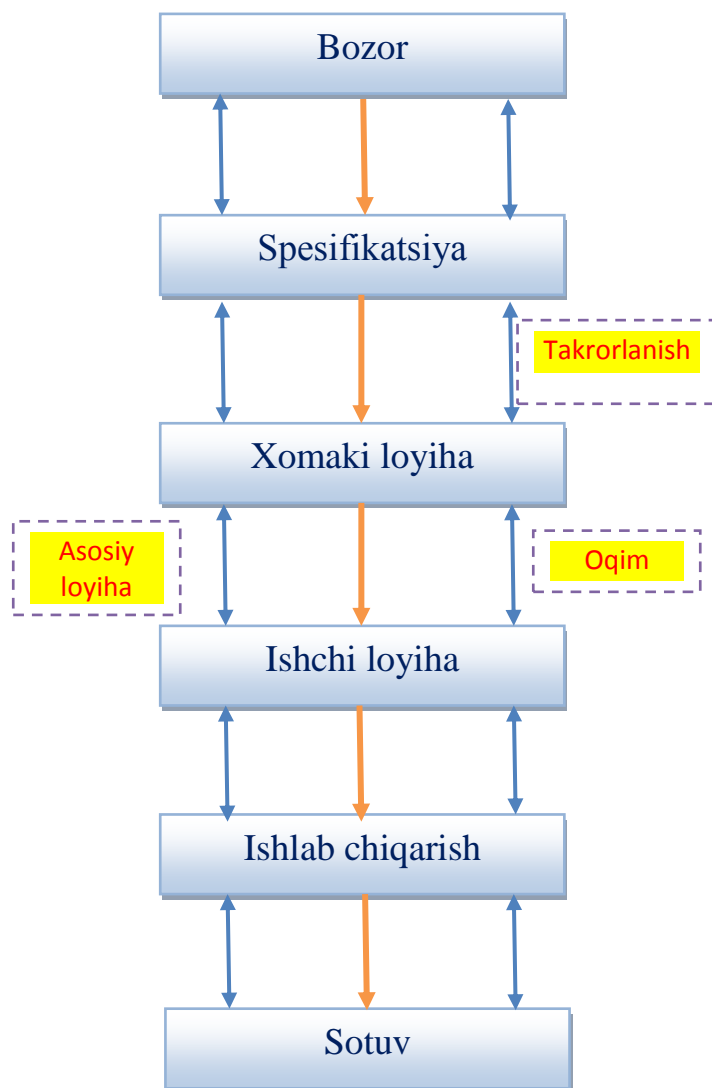 Bozor
Spesifikatsiya
Takrorlanish
Xomaki loyiha
Asosiy
loyiha
Oqim
Ishchi loyiha
Ishlab chiqarish
Sotuv